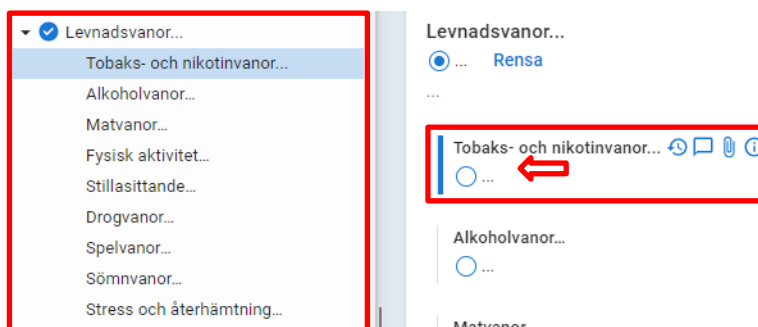 Levnadsvanor...
Tobaks- och nikotinvanor...
Alkoholvanor...
Matvanor...
Fysisk aktivitet...
Stillasittande...
Drogvanor...
Spelvanor...
Sömnvanor...
Stress och återhämtning...
Levnadsvanor...
... Rensa
...
Tobaks- och nikotinvanor...
...
Alkoholvanor...
...
Matvanor